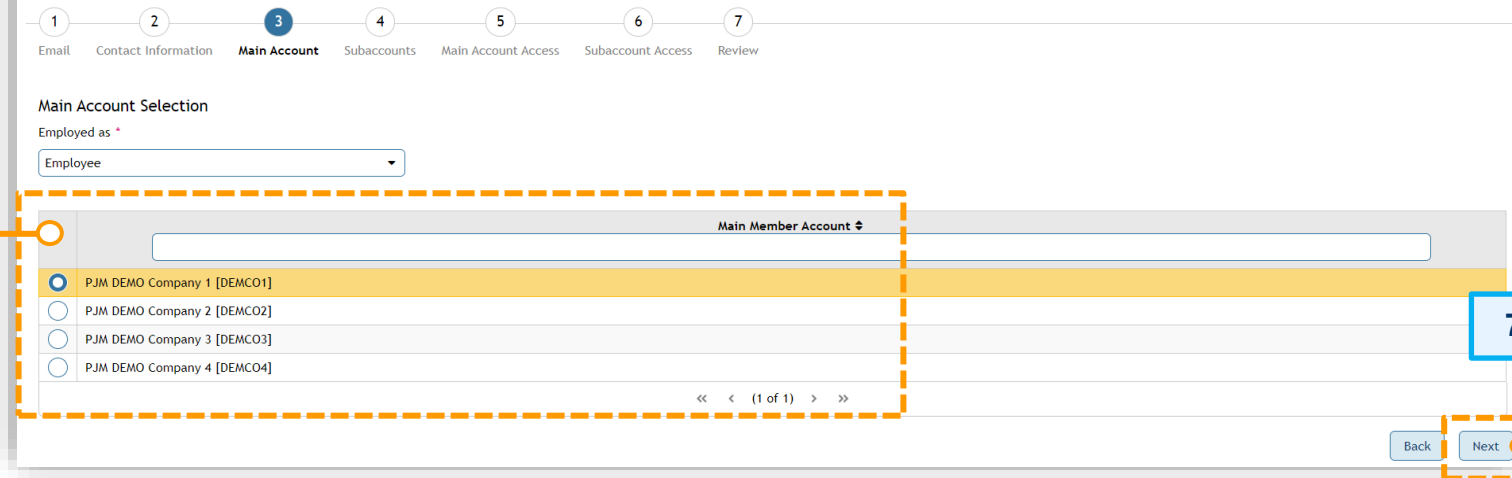 1 2 3 4 5 6 7
Email Contact Information Main Account Subaccounts Main Account Access Subaccount Access Review
Main Account Selection
Employed as *
Employee
Main Member Account
PJM DEMO Company 1 [DEMCO1]
PJM DEMO Company 2 [DEMCO2]
7
PJM DEMO Company 3 [DEMCO3]
PJM DEMO Company 4 [DEMCO4]
« < (1 of 1) > »
Back Next